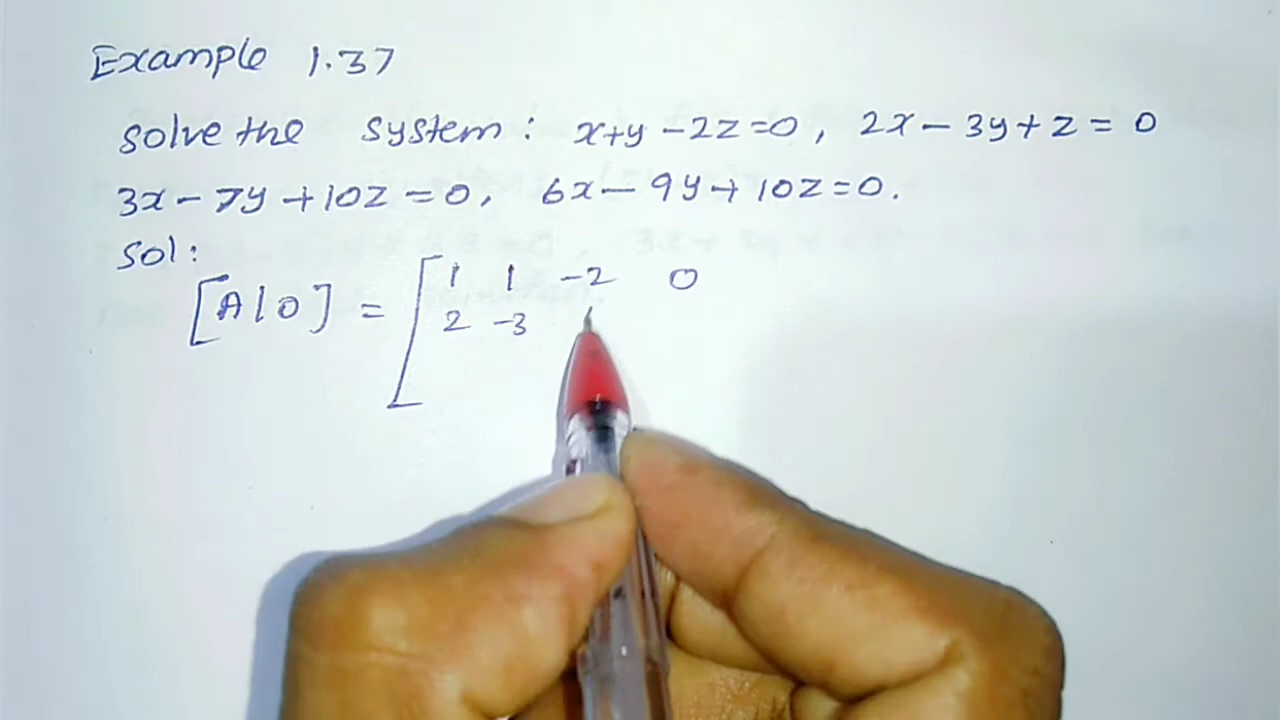 Example 1.37
solve the system: x+y-2z=0, 2x-3y+z=0
3x-7y+10z=0, 6x-9y+10z=0.
Sol:
[A|0] = [ 1 1 -2 0
2 -3 1